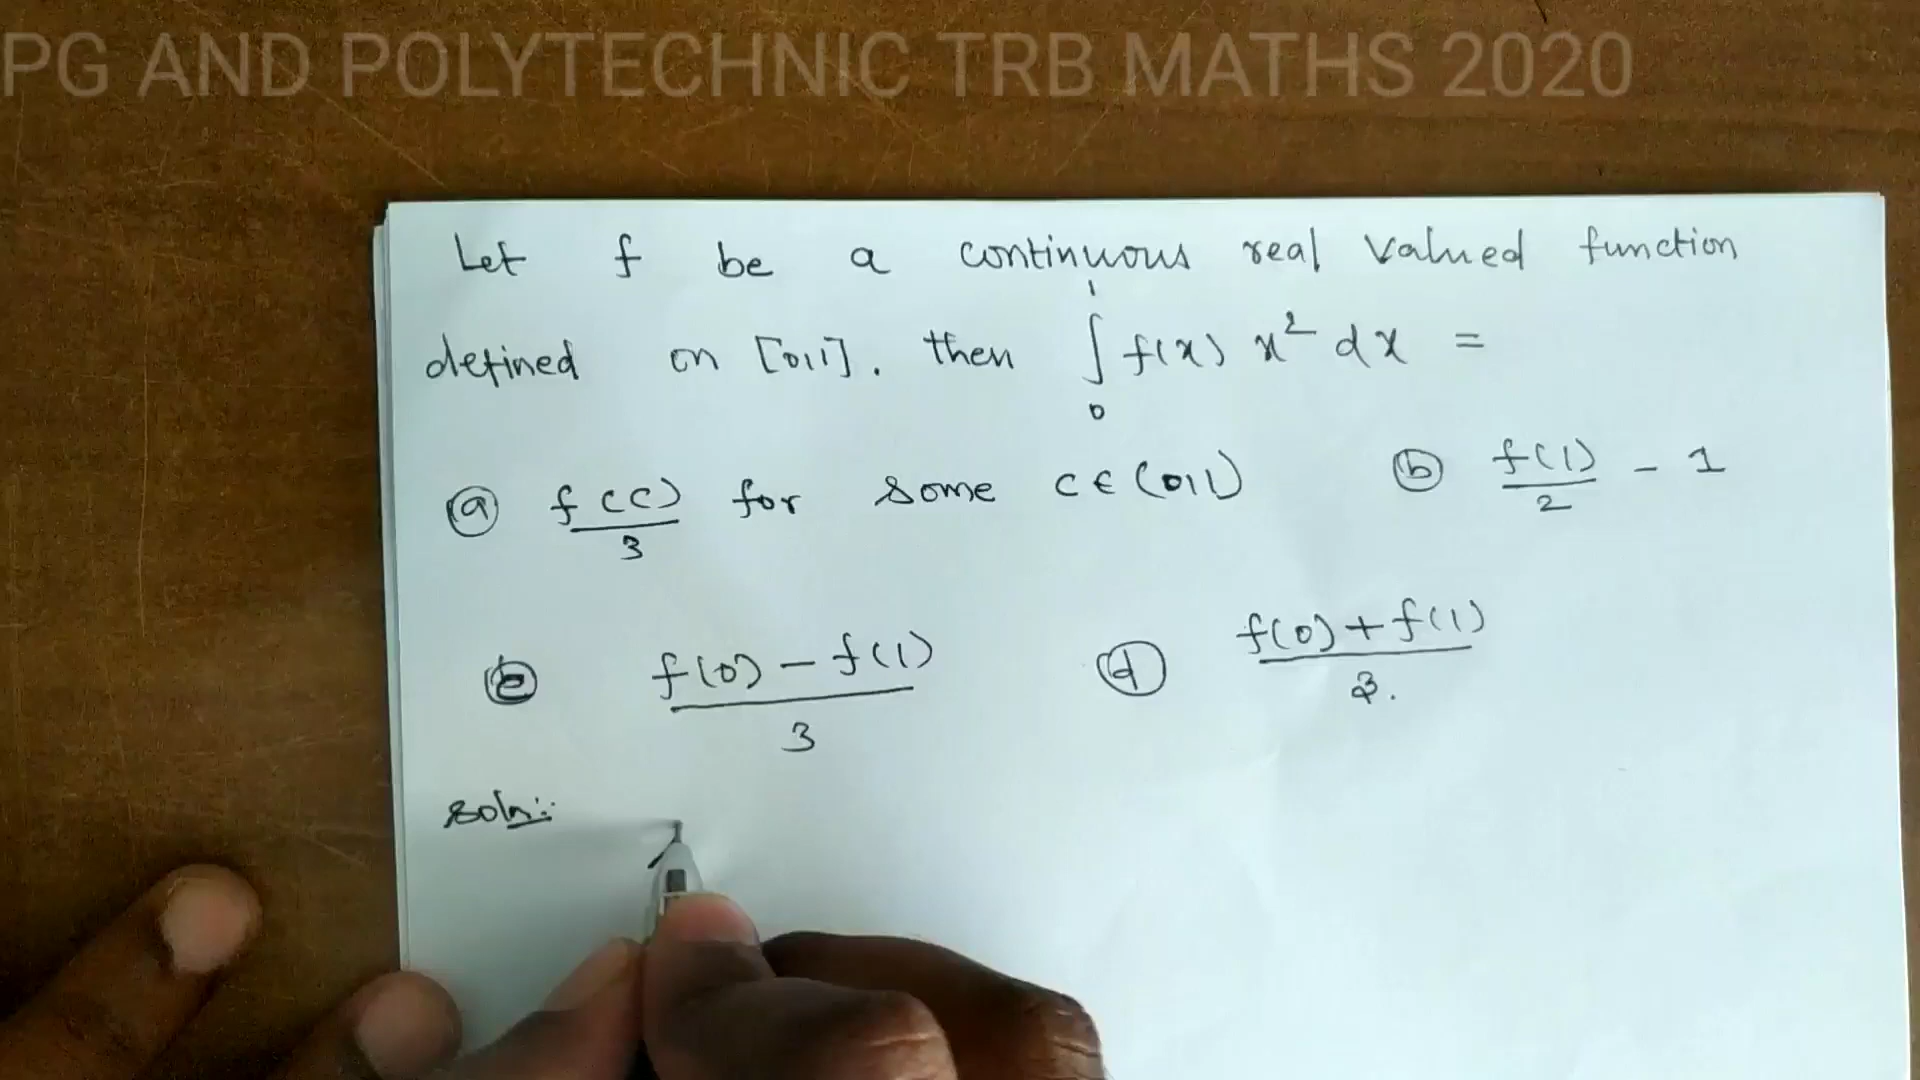 PG AND POLYTECHNIC TRB MATHS 2020
Let f be a continuous real valued function
defined on [0,1]. then ∫₀¹ f(x) x² dx =
(a) f(c)/3 for some c∈(0,1) (b) f(1)/2 - 1
(c) f(0) - f(1)/3 (d) f(0) + f(1)/3.
Soln: